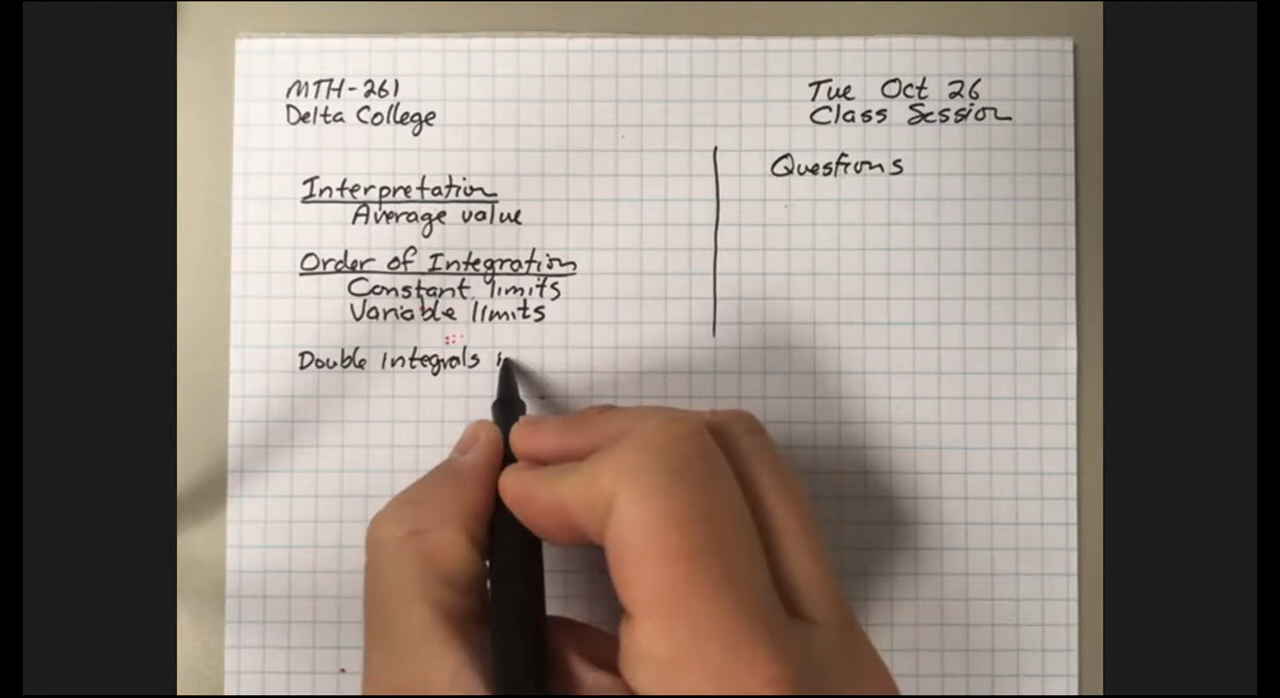 MTH-261
Delta College
Tue Oct 26
Class Session
Interpretation
Average value
Order of Integration
Constant limits
Variable limits
Double Integrals
Questions